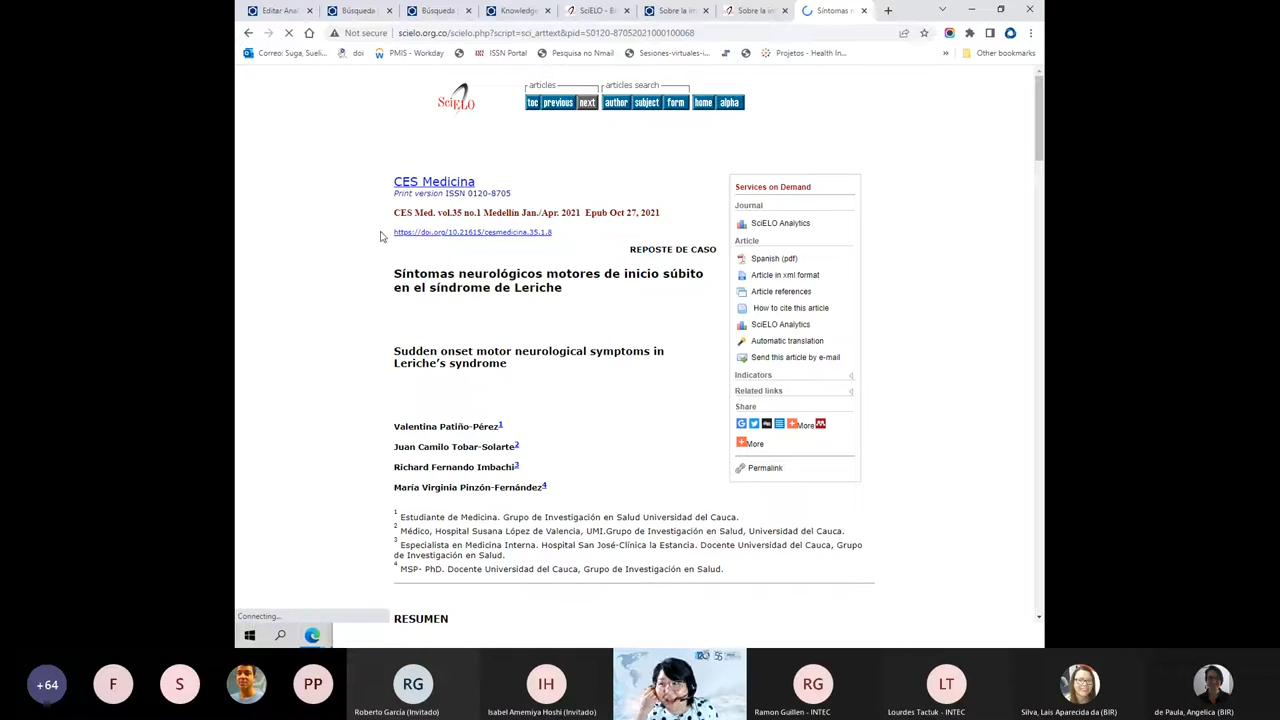 Editar Anal
Búsqueda
Búsqueda
Knowledge
SciELO - Bi
Sobre la in
Sobre la in
Síntomas n
Not secure
scielo.org.co/scielo.php?script=sci_arttext&pid=S0120-87052021000100068
Correo: Suga, Sueli...
doi
PMIS - Workday
ISSN Portal
Pesquisa no Nmail
Sesiones-virtuales-i...
Projetos - Health In...
»
Other bookmarks
SciELO
articles
articles search
toc previous next author subject form home alpha
CES Medicina
Print version ISSN 0120-8705
CES Med. vol.35 no.1 Medellín Jan./Apr. 2021 Epub Oct 27, 2021
https://doi.org/10.21615/cesmedicina.35.1.8
REPOSTE DE CASO
Síntomas neurológicos motores de inicio súbito
en el síndrome de Leriche
Sudden onset motor neurological symptoms in
Leriche's syndrome
Valentina Patiño-Pérez1
Juan Camilo Tobar-Solarte2
Richard Fernando Imbachi3
María Virginia Pinzón-Fernández4
1 Estudiante de Medicina. Grupo de Investigación en Salud Universidad del Cauca.
2 Médico, Hospital Susana López de Valencia, UMI.Grupo de Investigación en Salud, Universidad del Cauca.
3 Especialista en Medicina Interna. Hospital San José-Clínica la Estancia. Docente Universidad del Cauca, Grupo
de Investigación en Salud.
4 MSP- PhD. Docente Universidad del Cauca, Grupo de Investigación en Salud.
RESUMEN
Services on Demand
Journal
SciELO Analytics
Article
Spanish (pdf)
Article in xml format
Article references
How to cite this article
SciELO Analytics
Automatic translation
Send this article by e-mail
Indicators
Related links
Share
More
More
Permalink
Connecting...
+64
F
S
PP
RG
Roberto García (Invitado)
IH
Isabel Amemiya Hoshi (Invitado)
RG
Ramon Guillen - INTEC
LT
Lourdes Tactuk - INTEC
Silva, Lais Aparecida da (BIR)
de Paula, Angelica (BIR)